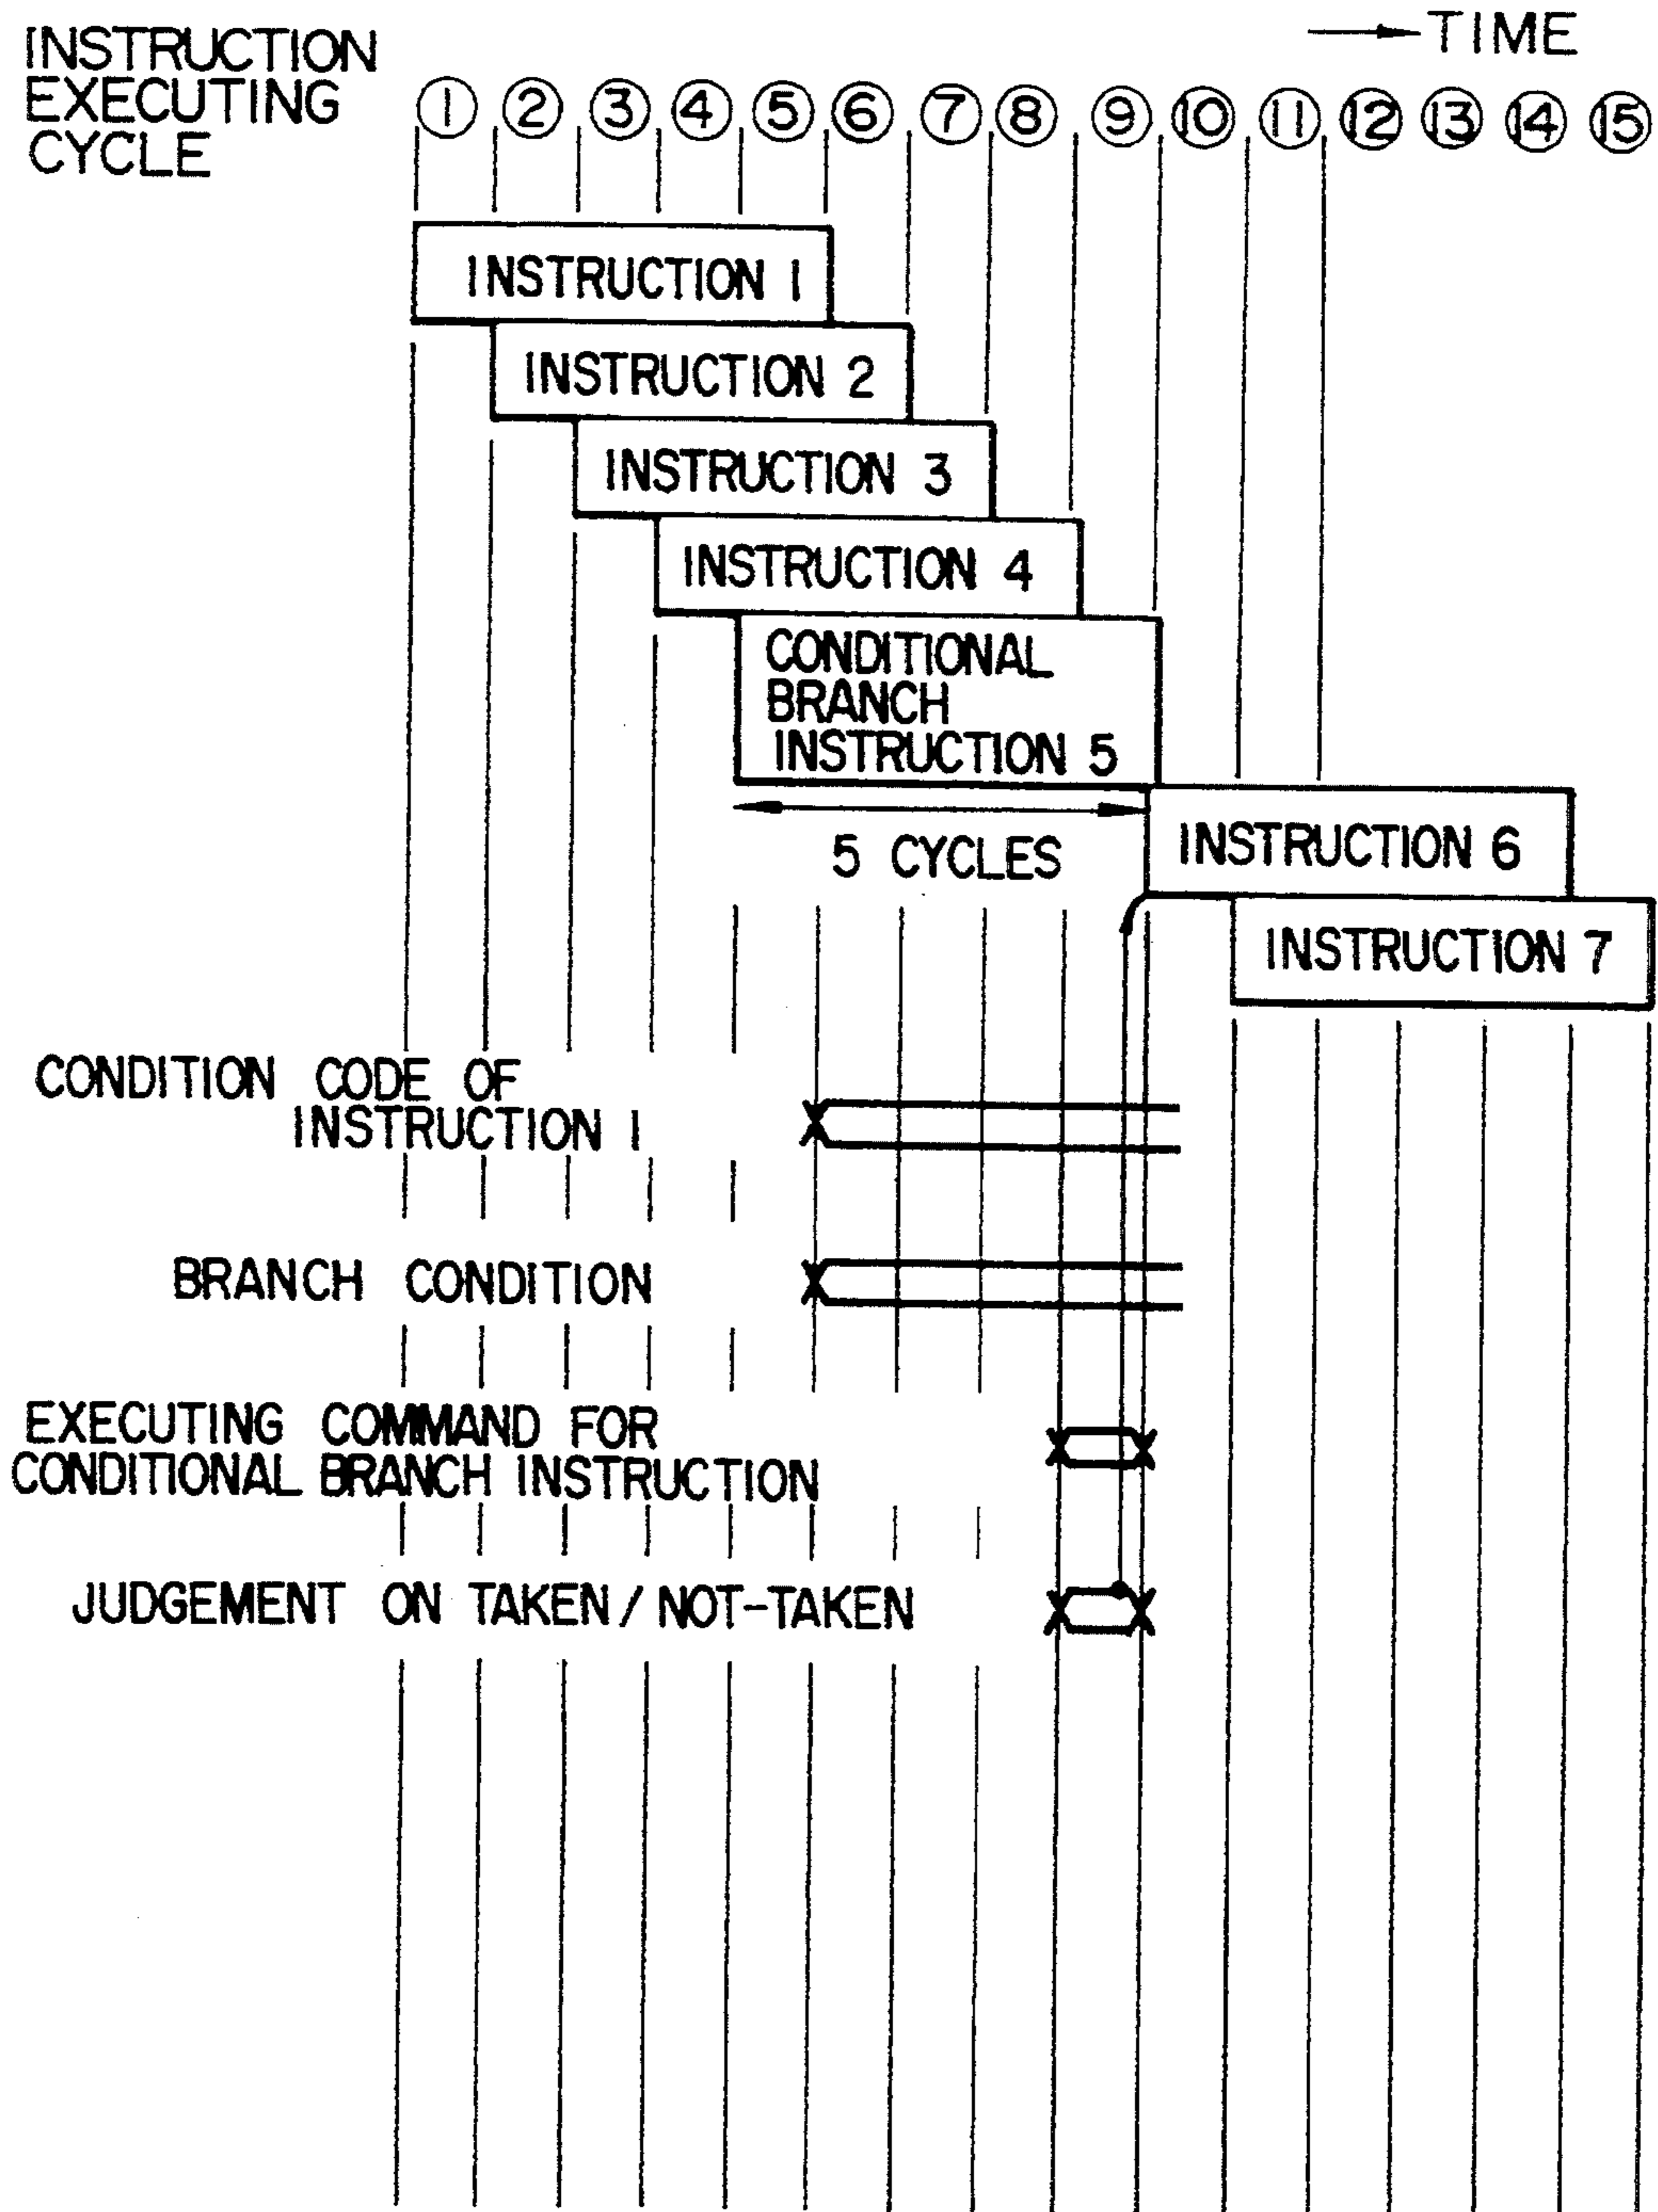 → TIME
INSTRUCTION
EXECUTING
CYCLE
① ② ③ ④ ⑤ ⑥ ⑦ ⑧ ⑨ ⑩ ⑪ ⑫ ⑬ ⑭ ⑮
INSTRUCTION 1
INSTRUCTION 2
INSTRUCTION 3
INSTRUCTION 4
CONDITIONAL
BRANCH
INSTRUCTION 5
5 CYCLES
INSTRUCTION 6
INSTRUCTION 7
CONDITION CODE OF
INSTRUCTION 1
BRANCH CONDITION
EXECUTING COMMAND FOR
CONDITIONAL BRANCH INSTRUCTION
JUDGEMENT ON TAKEN / NOT-TAKEN